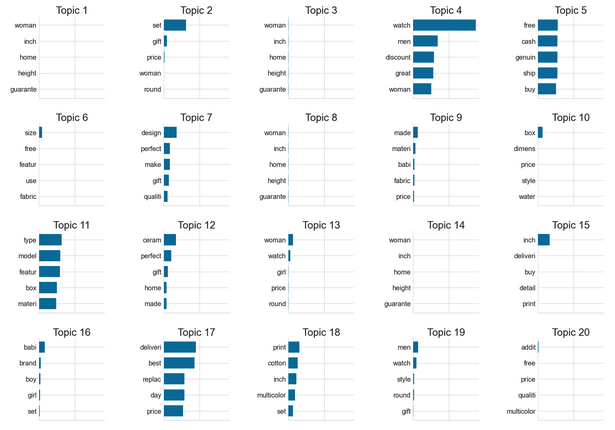 Topic 1
woman
inch
home
height
guarante
Topic 2
set
gift
price
woman
round
Topic 3
woman
inch
home
height
guarante
Topic 4
watch
men
discount
great
woman
Topic 5
free
cash
genuin
ship
buy
Topic 6
size
free
featur
use
fabric
Topic 7
design
perfect
make
gift
qualiti
Topic 8
woman
inch
home
height
guarante
Topic 9
made
materi
babi
fabric
price
Topic 10
box
dimens
price
style
water
Topic 11
type
model
featur
box
materi
Topic 12
ceram
perfect
gift
home
made
Topic 13
woman
watch
girl
price
round
Topic 14
woman
inch
home
height
guarante
Topic 15
inch
deliveri
buy
detail
print
Topic 16
babi
brand
boy
girl
set
Topic 17
deliveri
best
replac
day
price
Topic 18
print
cotton
inch
multicolor
set
Topic 19
men
watch
style
round
gift
Topic 20
addit
free
price
qualiti
multicolor